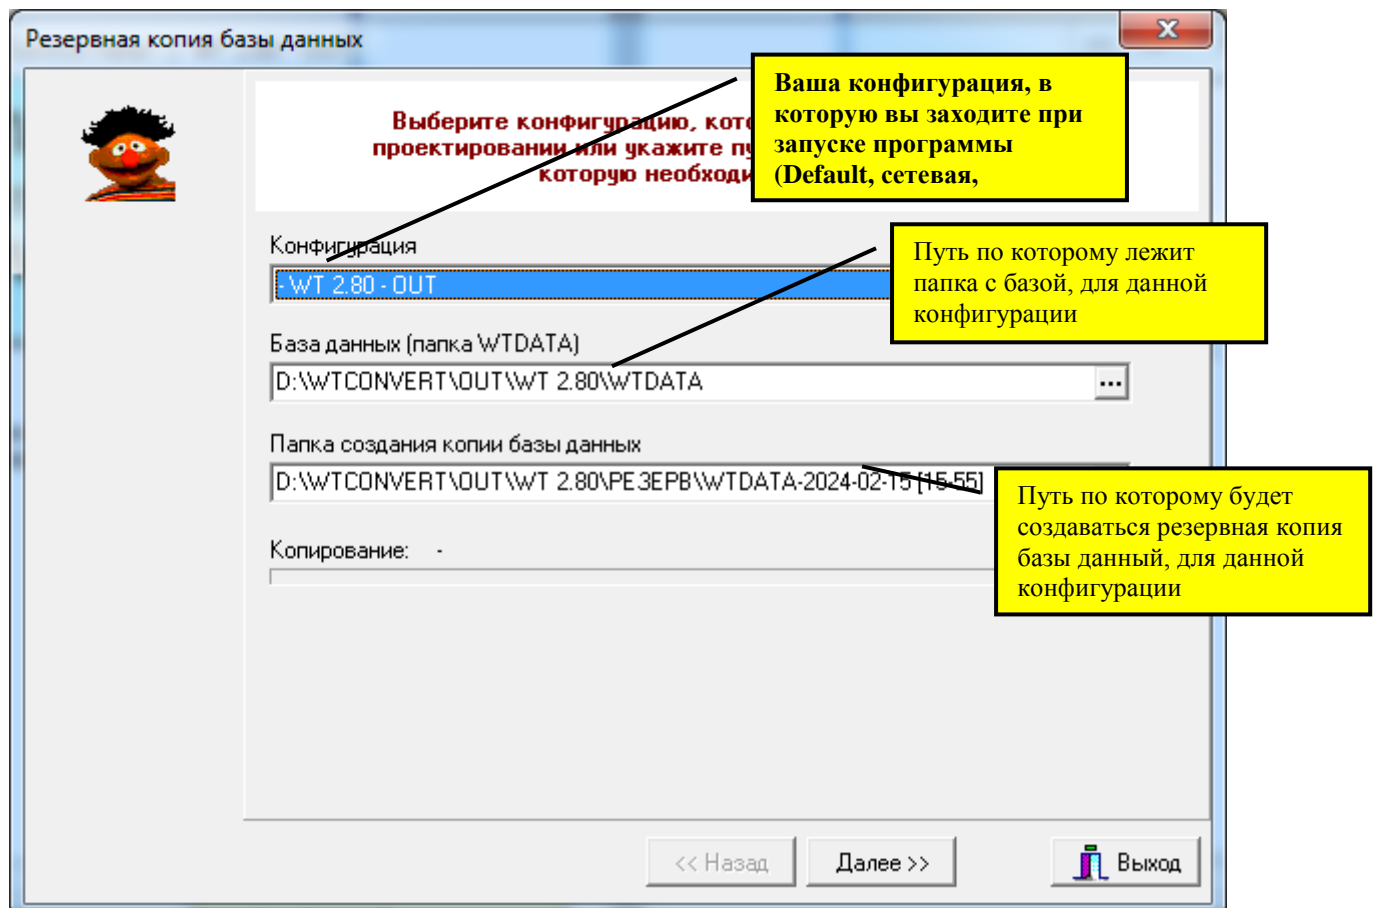 Резервная копия базы данных
Выберите конфигурацию, кото
проектировании или укажите пу
которую необходи
Ваша конфигурация, в
которую вы заходите при
запуске программы
(Default, сетевая,
Конфигурация
- WT 2.80 - OUT
Путь по которому лежит
папка с базой, для данной
конфигурации
База данных (папка WTDATA)
D:\WTCONVERT\OUT\WT 2.80\WTDATA
...
Папка создания копии базы данных
D:\WTCONVERT\OUT\WT 2.80\РЕЗЕРВ\WTDATA-2024-02-15 [15-55]
Путь по которому будет
создаваться резервная копия
базы данный, для данной
конфигурации
Копирование: -
<< Назад
Далее >>
Выход